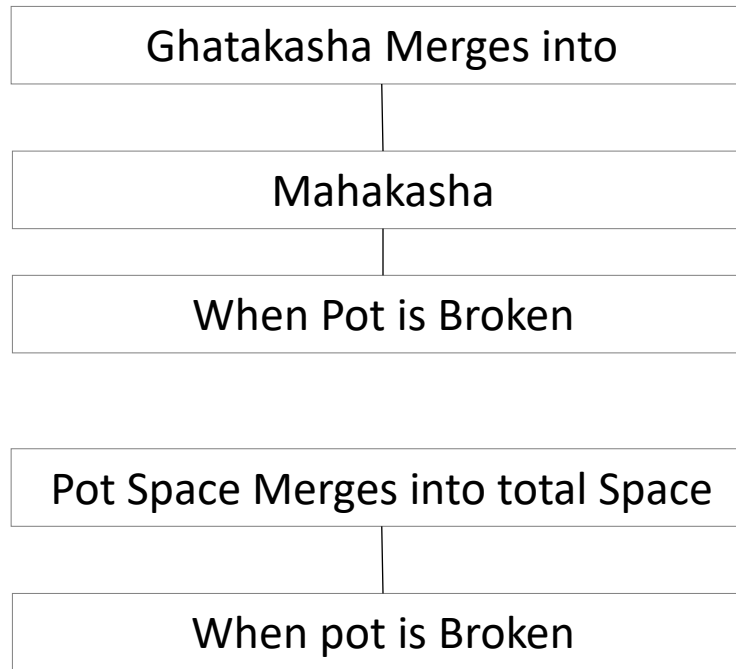 Ghatakasha Merges into
Mahakasha
When Pot is Broken
Pot Space Merges into total Space
When pot is Broken